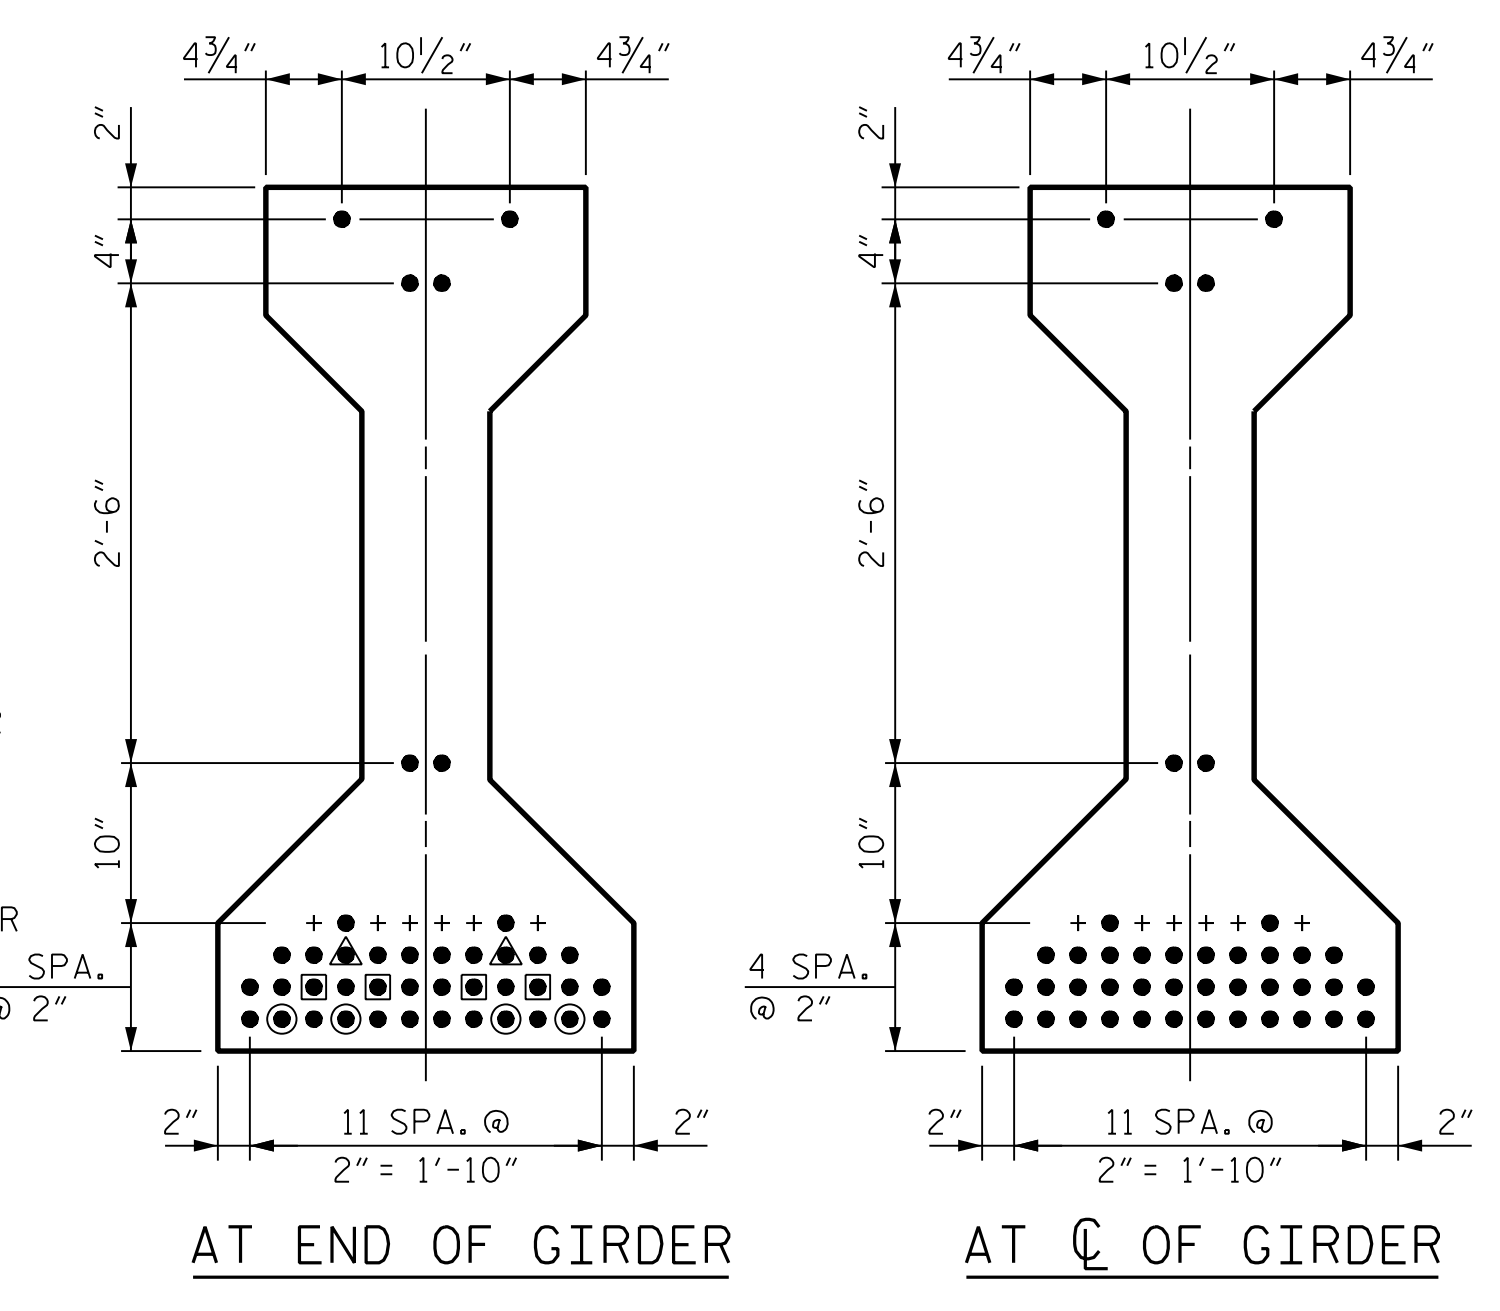 4¾" 10½" 4¾"
4¾" 10½" 4¾"
2"
2"
4"
4"
2'-6"
2'-6"
10"
10"
R
SPA.
@ 2"
4 SPA.
@ 2"
2" 11 SPA. @ 2"
2" = 1'-10"
2" 11 SPA. @ 2"
2" = 1'-10"
AT END OF GIRDER
AT ℄ OF GIRDER